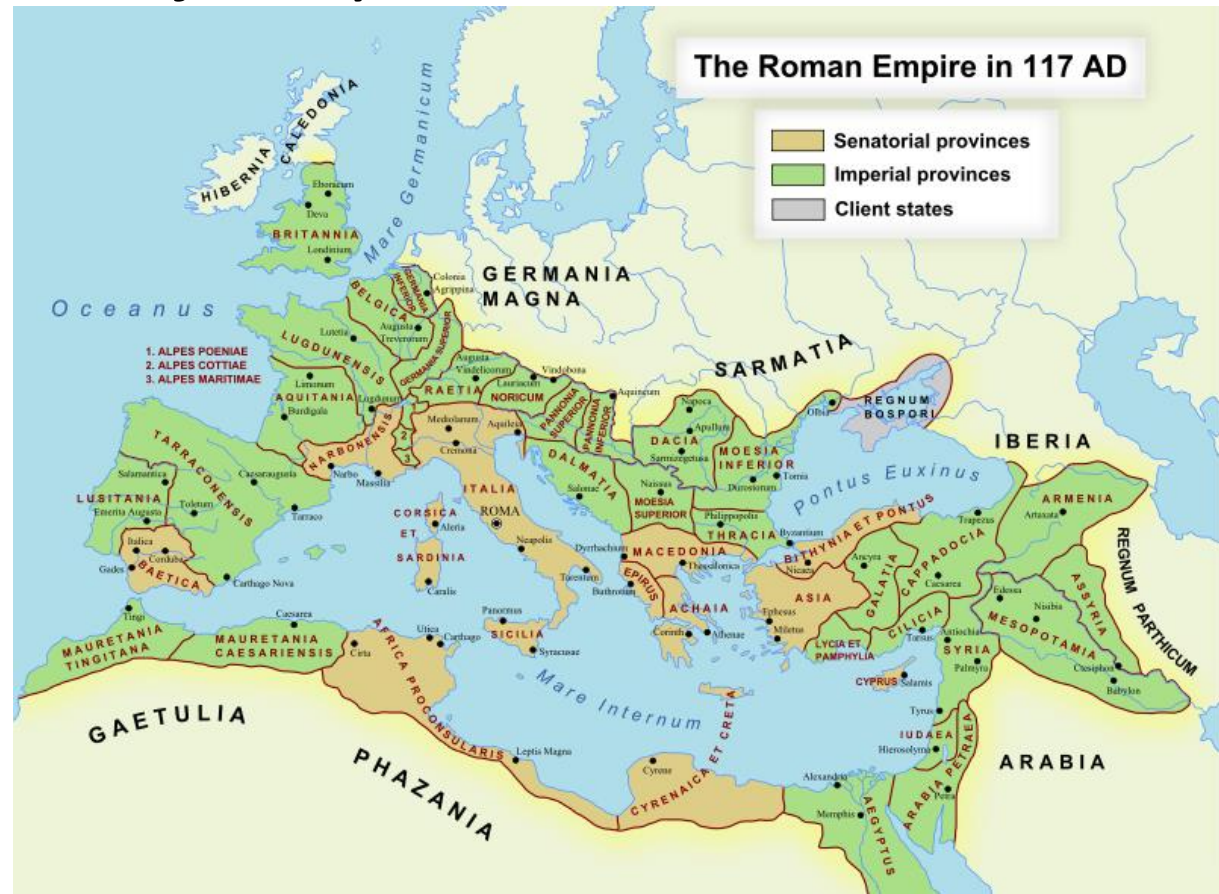 The Roman Empire in 117 AD
Senatorial provinces
Imperial provinces
Client states
HIBERNIA
CALEDONIA
Mare Germanicum
Eboricum
Deva
BRITANNIA
Londinium
Oceanus
GERMANIA
MAGNA
SARMATIA
1. ALPES POENIAE
2. ALPES COTTIAE
3. ALPES MARITIMAE
GERMANIA
INFERIOR
Colonia
Agrippina
BELGICA
Augusta
Treverorum
Lutetia
LUGDUNENSIS
GERMANIA SUPERIOR
Augusta
Vindelicorum
Vindobona
Lauriacum
Aquincum
RAETIA
NORICUM
PANNONIA
SUPERIOR
PANNONIA
INFERIOR
Limonum
AQUITANIA
Lugdunum
Burdigala
NARBONENSIS
2
3
Mediolanum
Aquileia
Cremona
Narbo
Massilia
Napoca
Apullum
DACIA
Sarmizegetusa
Olbia
REGNUM
BOSPORI
MOESIA
INFERIOR
Tomis
Durostorum
IBERIA
Pontus Euxinus
TARRACONENSIS
Salamantica
Caesaraugusta
LUSITANIA
Emerita Augusta
Toletum
Tarraco
Italica
Corduba
Gades
BAETICA
Carthago Nova
DALMATIA
Salonae
Naissus
MOESIA
SUPERIOR
Philippopolis
THRACIA
Byzantium
ITALIA
ROMA
CORSICA
ET
SARDINIA
Aleria
Caralis
Neapolis
Tarentum
Dyrrhachium
MACEDONIA
Thessalonica
Buthrotum
EPIRUS
ACHAIA
Corinth
Athenae
BITHYNIA ET PONTUS
Nicaea
Trapezus
ARMENIA
Artaxata
Ancyra
GALATIA
CAPPADOCIA
Caesarea
ASIA
Ephesus
Miletus
LYCIA ET
PAMPHYLIA
CILICIA
Tarsus
Antiochia
SYRIA
Palmyra
Edessa
Nisibis
ASSYRIA
MESOPOTAMIA
Ctesiphon
Babylon
REGNUM PARTHICUM
CYPRUS
Salamis
Tingi
MAURETANIA
TINGITANA
Caesarea
MAURETANIA
CAESARIENSIS
Cirta
Utica
Carthago
AFRICA PROCONSULARIS
Panormus
SICILIA
Syracusae
Mare Internum
GAETULIA
PHAZANIA
Leptis Magna
Cyrene
CYRENAICA ET CRETA
Tyrus
IUDAEA
Hierosolyma
ARABIA PETRAEA
Petra
ARABIA
Alexandria
Memphis
AEGYPTUS